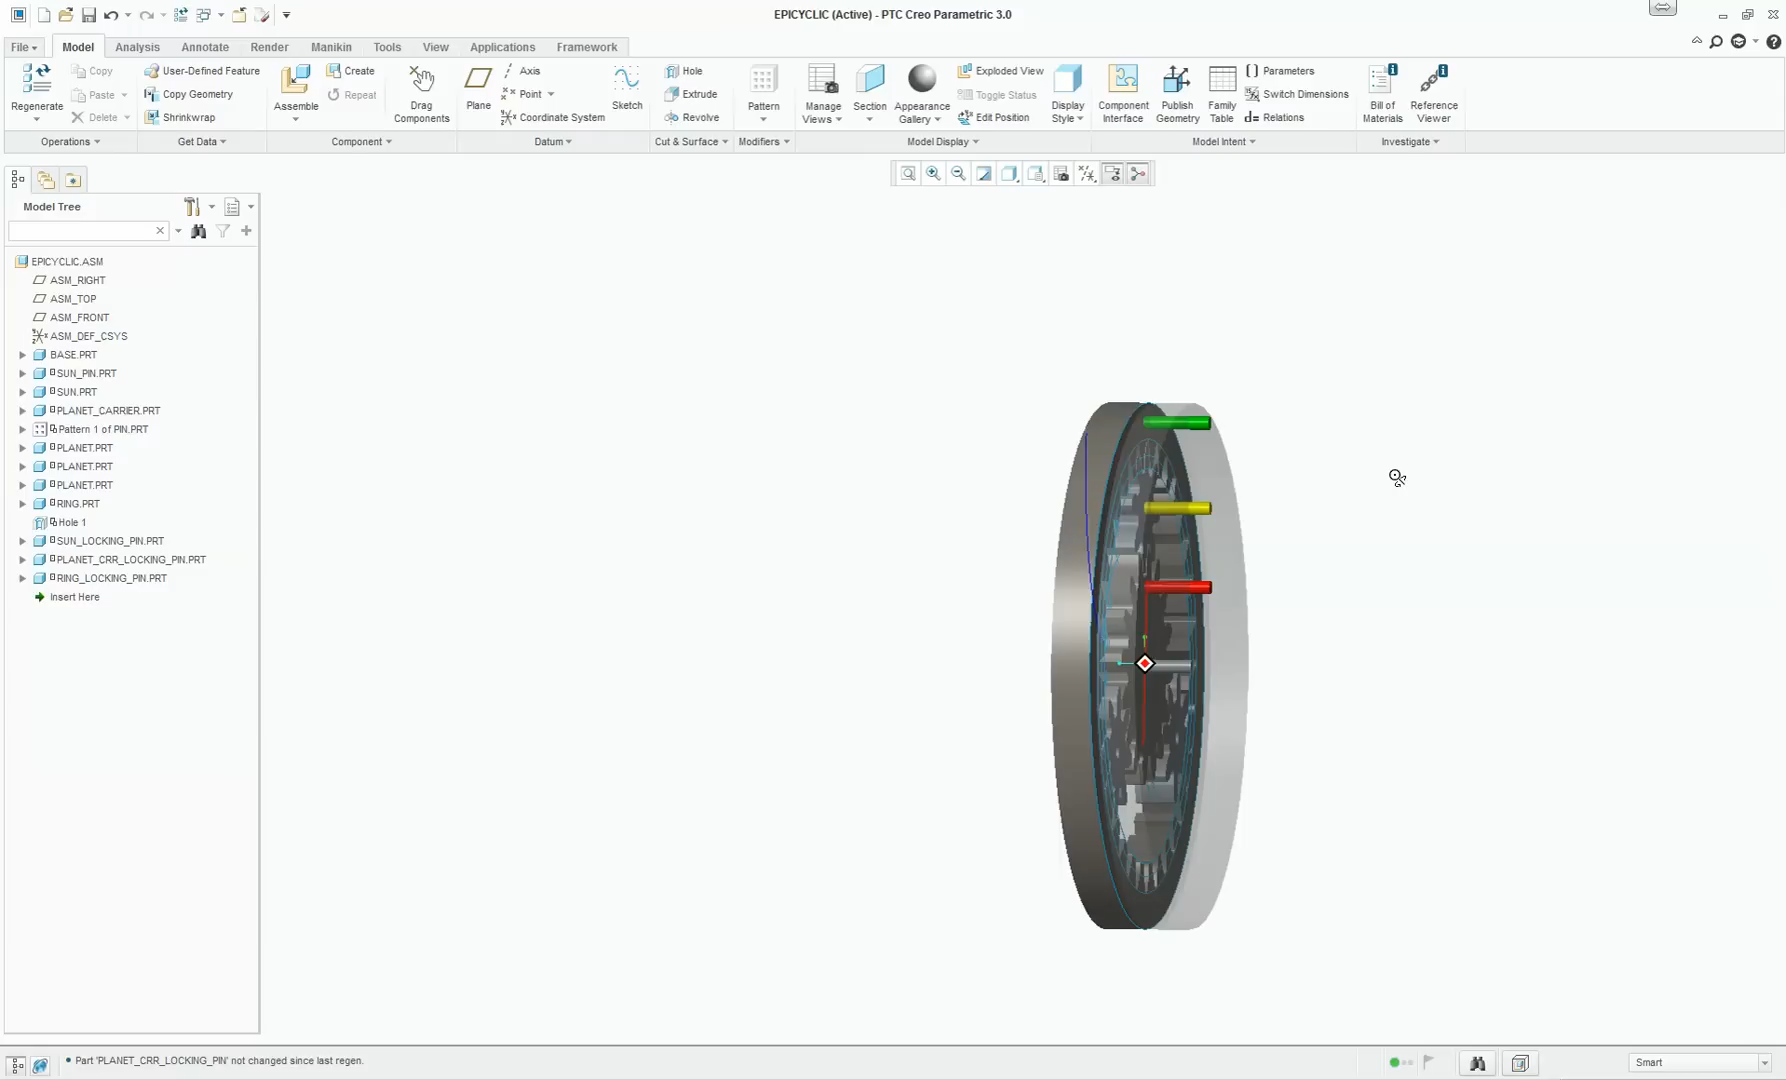 EPICYCLIC (Active) - PTC Creo Parametric 3.0
File Model Analysis Annotate Render Manikin Tools View Applications Framework
Regenerate
Copy
Paste
Delete
User-Defined Feature
Copy Geometry
Shrinkwrap
Assemble
Create
Repeat
Drag
Components
Plane
Axis
Point
Coordinate System
Sketch
Hole
Extrude
Revolve
Pattern
Manage
Views
Section
Appearance
Gallery
Exploded View
Toggle Status
Edit Position
Display
Style
Component
Interface
Publish
Geometry
Family
Table
Parameters
Switch Dimensions
Relations
Bill of
Materials
Reference
Viewer
Operations Get Data Component Datum Cut & Surface Modifiers Model Display Model Intent Investigate
Model Tree
EPICYCLIC.ASM
ASM_RIGHT
ASM_TOP
ASM_FRONT
ASM_DEF_CSYS
BASE.PRT
SUN_PIN.PRT
SUN.PRT
PLANET_CARRIER.PRT
Pattern 1 of PIN.PRT
PLANET.PRT
PLANET.PRT
PLANET.PRT
RING.PRT
Hole 1
SUN_LOCKING_PIN.PRT
PLANET_CRR_LOCKING_PIN.PRT
RING_LOCKING_PIN.PRT
Insert Here
• Part 'PLANET_CRR_LOCKING_PIN' not changed since last regen.
Smart